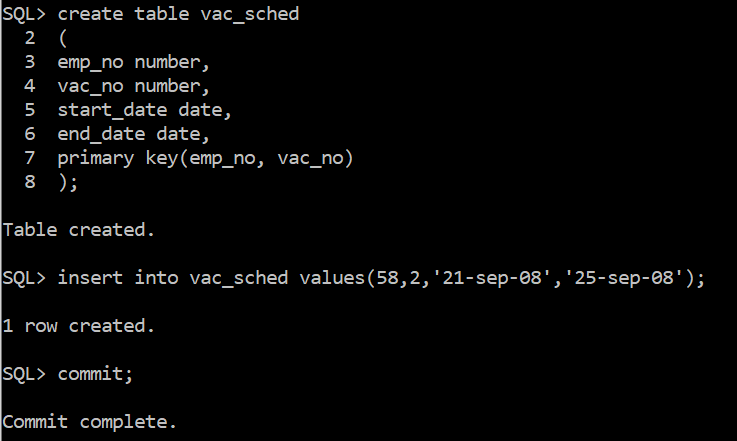 SQL> create table vac_sched
2 (
3 emp_no number,
4 vac_no number,
5 start_date date,
6 end_date date,
7 primary key(emp_no, vac_no)
8 );
Table created.
SQL> insert into vac_sched values(58,2,'21-sep-08','25-sep-08');
1 row created.
SQL> commit;
Commit complete.